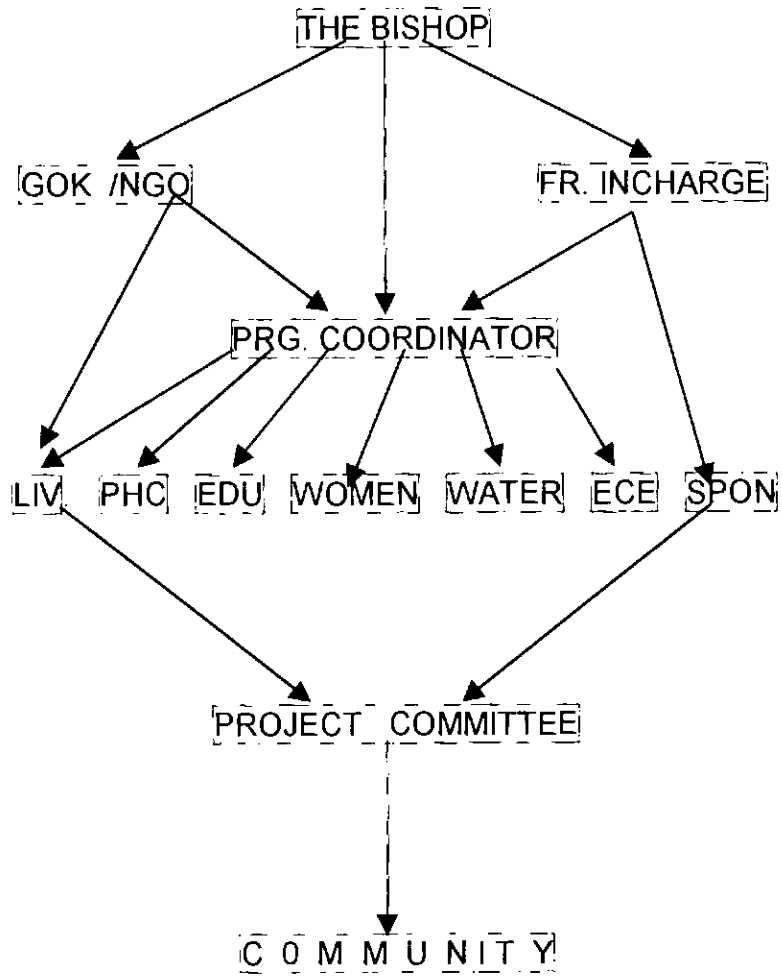 THE BISHOP
GOK /NGO FR. INCHARGE
PRG. COORDINATOR
LIV PHC EDU WOMEN WATER ECE SPON
PROJECT COMMITTEE
C 0 M M U N I T Y